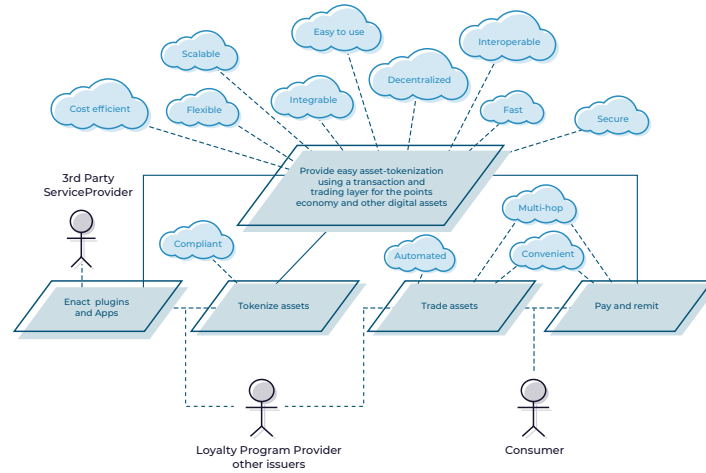 Easy to use
Interoperable
Scalable
Decentralized
Integrable
Cost efficient
Flexible
Fast
Secure
Provide easy asset-tokenization
using a transaction and
trading layer for the points
economy and other digital assets
3rd Party
ServiceProvider
Multi-hop
Compliant
Automated
Convenient
Enact plugins
and Apps
Tokenize assets
Trade assets
Pay and remit
Loyalty Program Provider
other issuers
Consumer